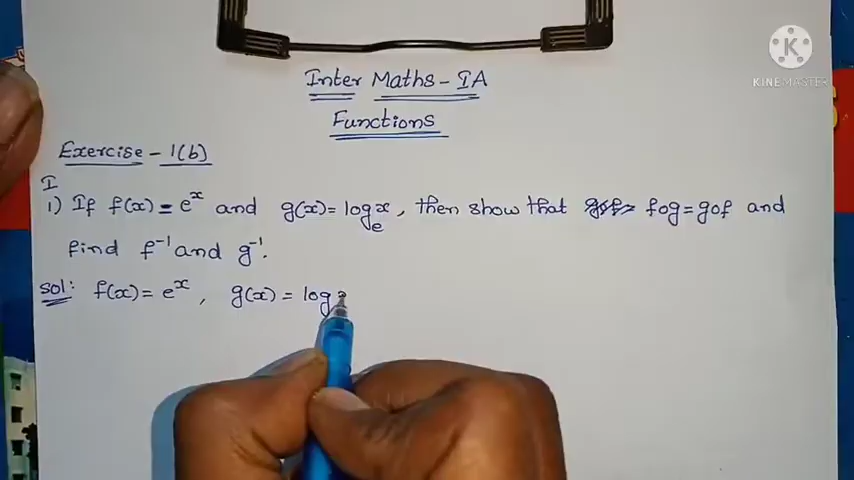 Inter Maths - IA
Functions
Exercise - 1(b)
I
1) If f(x) = e^x and g(x) = log_e x, then show that fog = gof and
find f⁻¹ and g⁻¹.
Sol: f(x) = e^x, g(x) = log
K
KINEMASTER